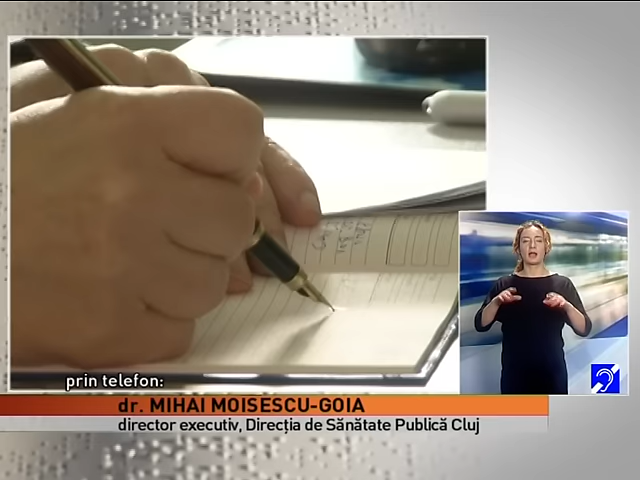 prin telefon:
dr. MIHAI MOISESCU-GOIA
director executiv, Direcția de Sănătate Publică Cluj